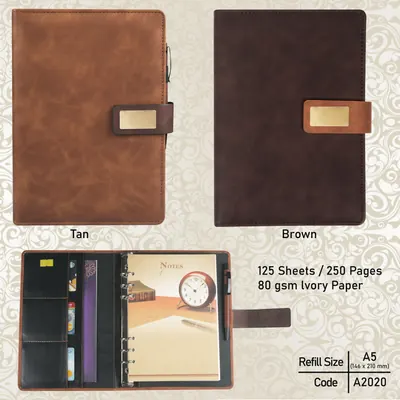 Tan
Brown
NOTES
125 Sheets / 250 Pages
80 gsm Ivory Paper
Refill Size
A5
(146 x 210 mm)
Code
A2020